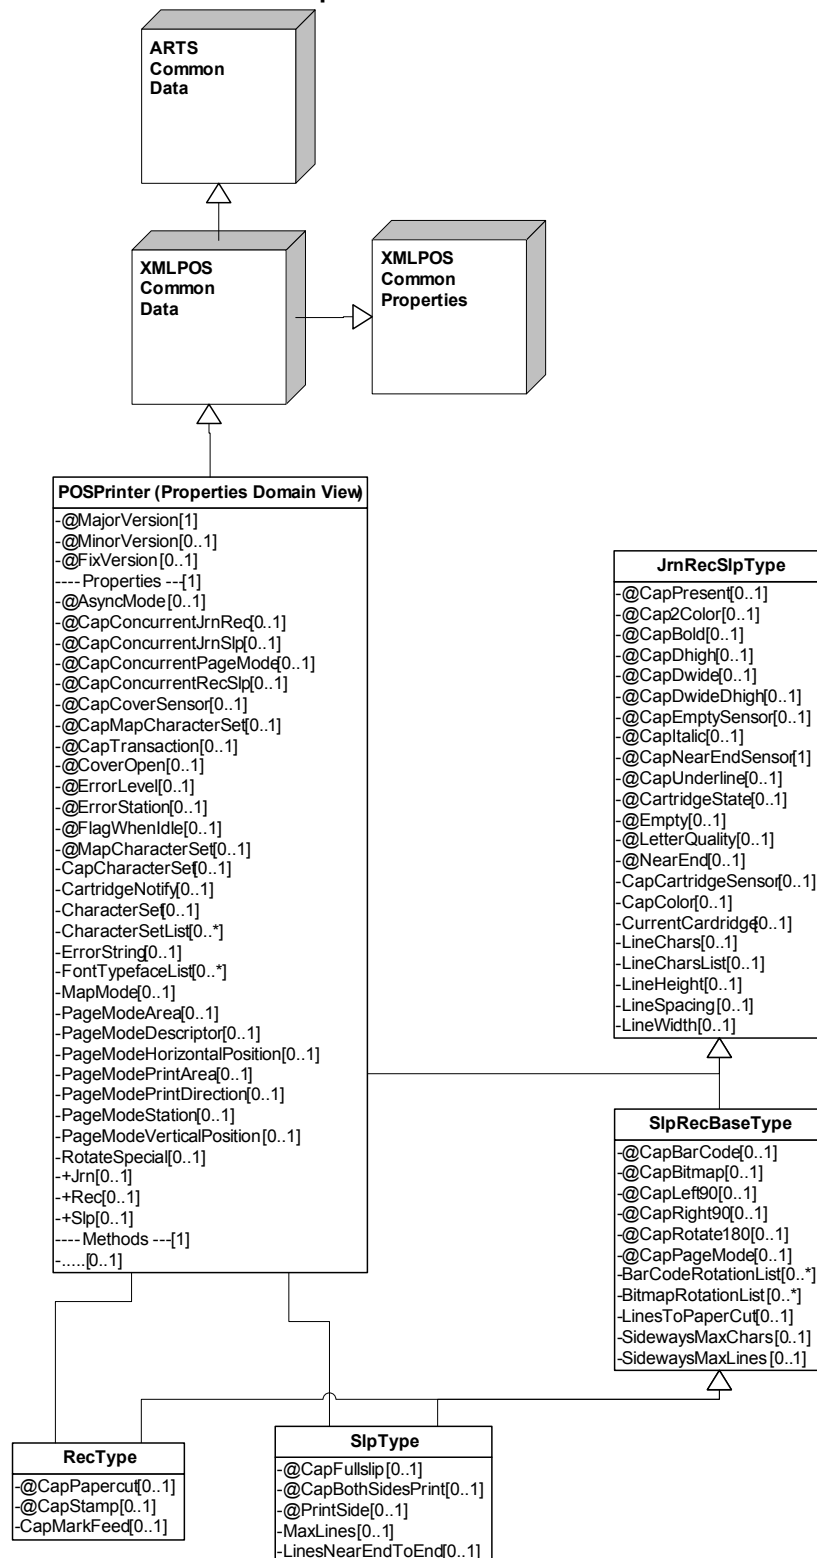 ARTS
Common
Data
XMLPOS
Common
Data
XMLPOS
Common
Properties
POSPrinter (Properties Domain View)
-@MajorVersion[1]
-@MinorVersion[0..1]
-@FixVersion[0..1]
---- Properties ---[1]
-@AsyncMode[0..1]
-@CapConcurrentJrnRec[0..1]
-@CapConcurrentJrnSlp[0..1]
-@CapConcurrentPageMode[0..1]
-@CapConcurrentRecSlp[0..1]
-@CapCoverSensor[0..1]
-@CapMapCharacterSet[0..1]
-@CapTransaction[0..1]
-@CoverOpen[0..1]
-@ErrorLevel[0..1]
-@ErrorStation[0..1]
-@FlagWhenIdle[0..1]
-@MapCharacterSet[0..1]
-CapCharacterSet[0..1]
-CartridgeNotify[0..1]
-CharacterSet[0..1]
-CharacterSetList[0..*]
-ErrorString[0..1]
-FontTypefaceList[0..*]
-MapMode[0..1]
-PageModeArea[0..1]
-PageModeDescriptor[0..1]
-PageModeHorizontalPosition[0..1]
-PageModePrintArea[0..1]
-PageModePrintDirection[0..1]
-PageModeStation[0..1]
-PageModeVerticalPosition[0..1]
-RotateSpecial[0..1]
-+Jrn[0..1]
-+Rec[0..1]
-+Slp[0..1]
---- Methods ---[1]
-.....[0..1]
JrnRecSlpType
-@CapPresent[0..1]
-@Cap2Color[0..1]
-@CapBold[0..1]
-@CapDhigh[0..1]
-@CapDwide[0..1]
-@CapDwideDhigh[0..1]
-@CapEmptySensor[0..1]
-@CapItalic[0..1]
-@CapNearEndSensor[1]
-@CapUnderline[0..1]
-@CartridgeState[0..1]
-@Empty[0..1]
-@LetterQuality[0..1]
-@NearEnd[0..1]
-CapCartridgeSensor[0..1]
-CapColor[0..1]
-CurrentCardridge[0..1]
-LineChars[0..1]
-LineCharsList[0..1]
-LineHeight[0..1]
-LineSpacing[0..1]
-LineWidth[0..1]
SlpRecBaseType
-@CapBarCode[0..1]
-@CapBitmap[0..1]
-@CapLeft90[0..1]
-@CapRight90[0..1]
-@CapRotate180[0..1]
-@CapPageMode[0..1]
-BarCodeRotationList[0..*]
-BitmapRotationList[0..*]
-LinesToPaperCut[0..1]
-SidewaysMaxChars[0..1]
-SidewaysMaxLines[0..1]
RecType
-@CapPapercut[0..1]
-@CapStamp[0..1]
-CapMarkFeed[0..1]
SlpType
-@CapFullslip[0..1]
-@CapBothSidesPrint[0..1]
-@PrintSide[0..1]
-MaxLines[0..1]
-LinesNearEndToEnd[0..1]